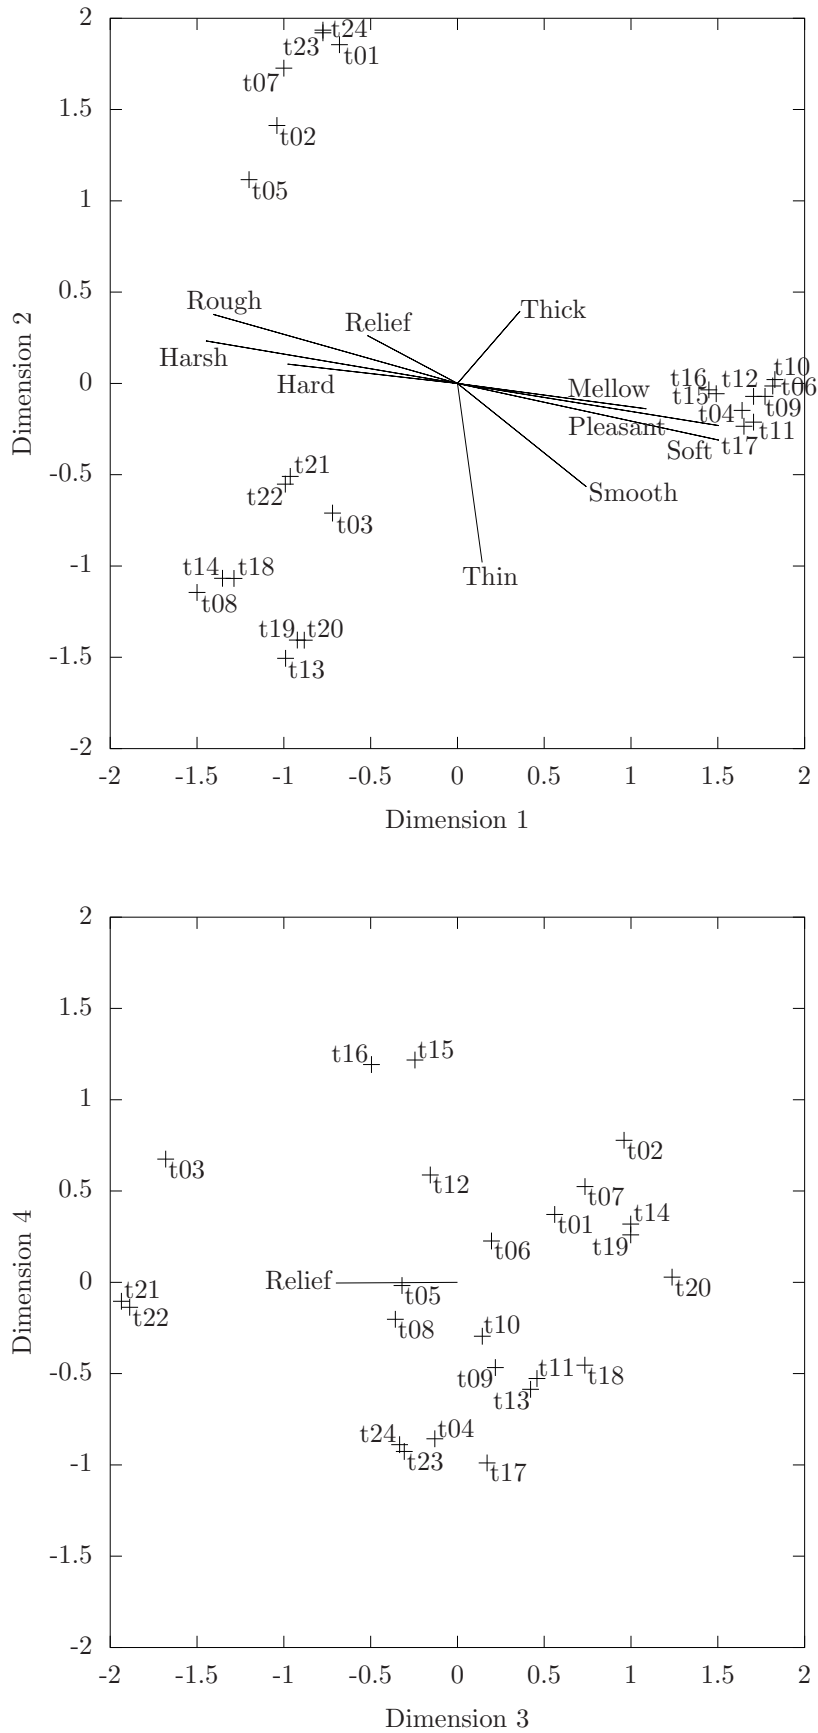 2
t24
t23
t01
t07
1.5
t02
1
t05
0.5
Rough
Relief
Thick
Harsh
Hard
0
Mellow
t16
t12
t10
t06
t15
t09
t04
Pleasant
Soft
t17
t11
-0.5
t21
t22
Smooth
t03
-1
t14
t18
Thin
t08
t19
t20
-1.5
t13
-2
-2 -1.5 -1 -0.5 0 0.5 1 1.5 2
Dimension 1
Dimension 2
2
1.5
t16
t15
1
t02
t03
t12
0.5
t07
t01
t14
t19
t06
0
Relief
t05
t20
t21
t22
t08
t10
-0.5
t09
t11
t18
t13
t24
t04
t23
-1
t17
-1.5
-2
-2 -1.5 -1 -0.5 0 0.5 1 1.5 2
Dimension 3
Dimension 4